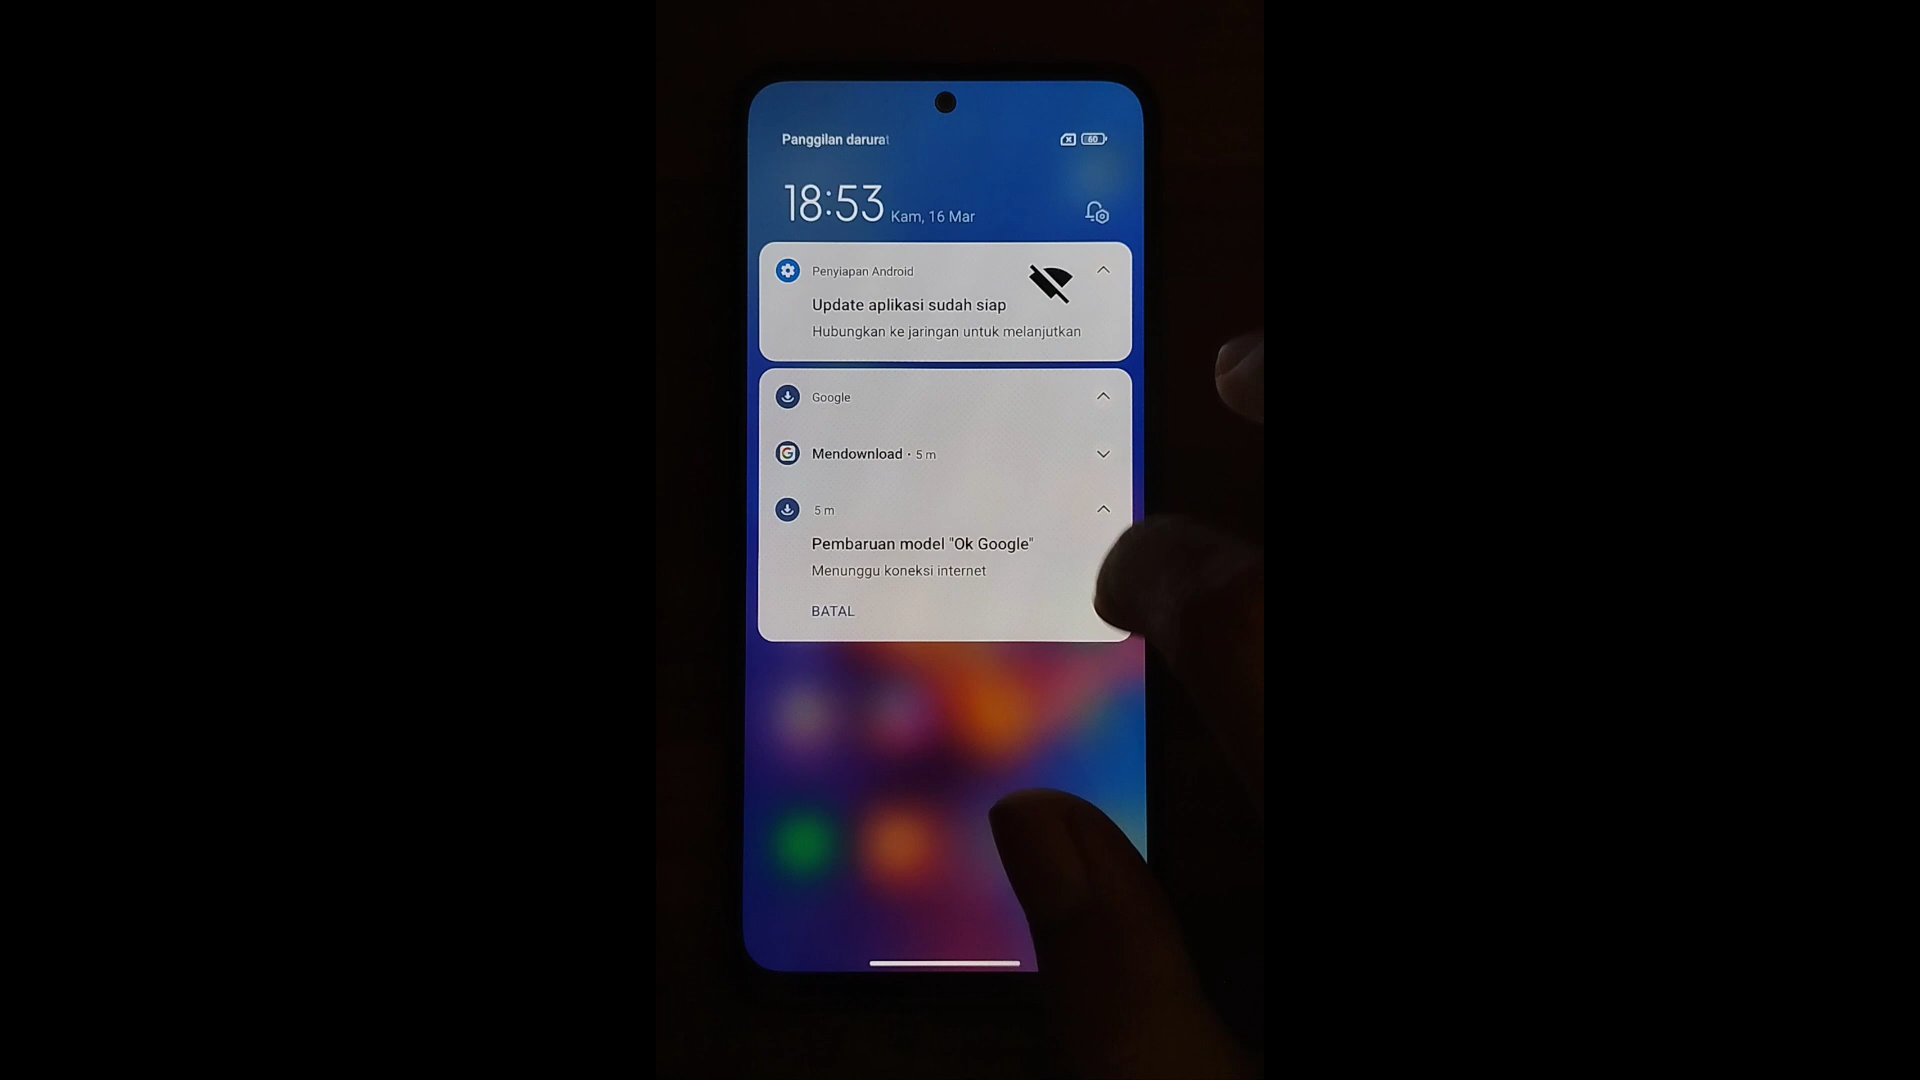 Panggilan darurat
60
18:53 Kam, 16 Mar
Penyiapan Android
Update aplikasi sudah siap
Hubungkan ke jaringan untuk melanjutkan
Google
Mendownload • 5 m
5 m
Pembaruan model "Ok Google"
Menunggu koneksi internet
BATAL